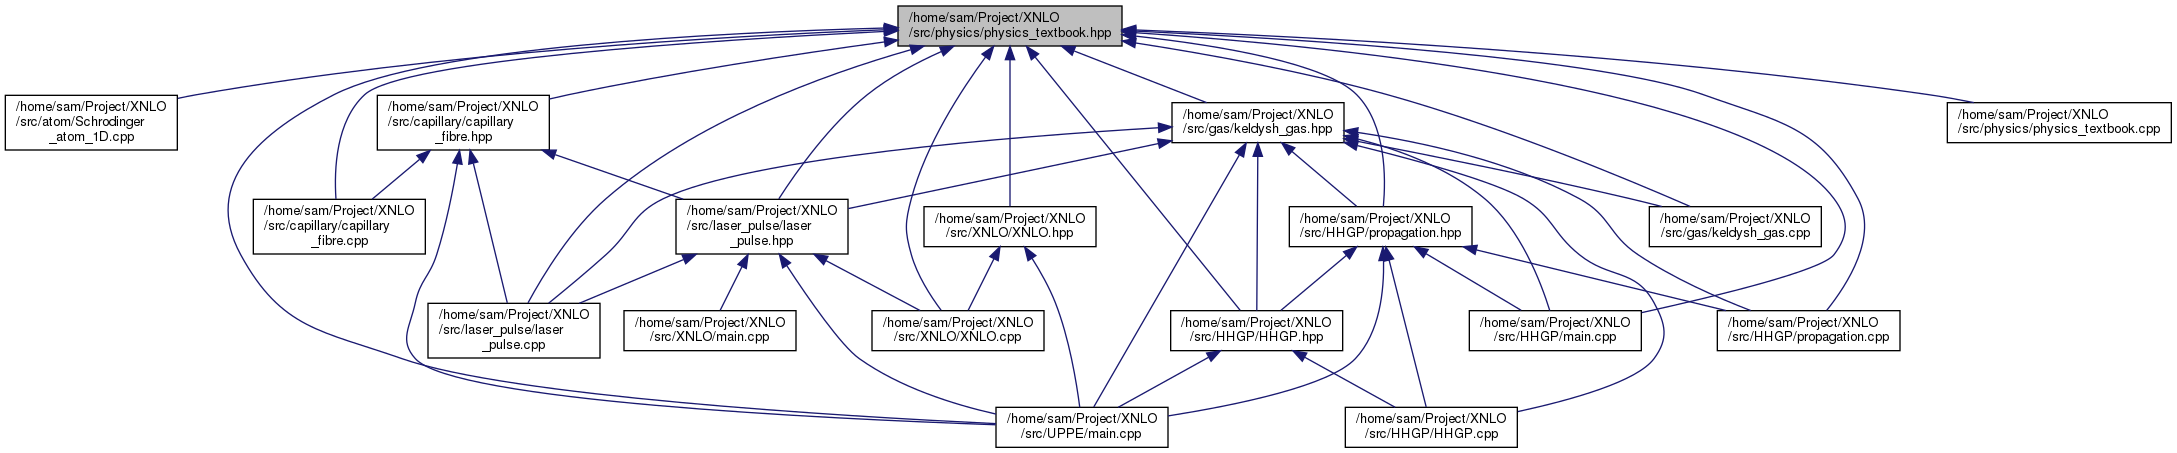 /home/sam/Project/XNLO
/src/physics/physics_textbook.hpp
/home/sam/Project/XNLO
/src/atom/Schrodinger
_atom_1D.cpp
/home/sam/Project/XNLO
/src/capillary/capillary
_fibre.hpp
/home/sam/Project/XNLO
/src/gas/keldysh_gas.hpp
/home/sam/Project/XNLO
/src/physics/physics_textbook.cpp
/home/sam/Project/XNLO
/src/capillary/capillary
_fibre.cpp
/home/sam/Project/XNLO
/src/laser_pulse/laser
_pulse.hpp
/home/sam/Project/XNLO
/src/XNLO/XNLO.hpp
/home/sam/Project/XNLO
/src/HHGP/propagation.hpp
/home/sam/Project/XNLO
/src/gas/keldysh_gas.cpp
/home/sam/Project/XNLO
/src/laser_pulse/laser
_pulse.cpp
/home/sam/Project/XNLO
/src/XNLO/main.cpp
/home/sam/Project/XNLO
/src/XNLO/XNLO.cpp
/home/sam/Project/XNLO
/src/HHGP/HHGP.hpp
/home/sam/Project/XNLO
/src/HHGP/main.cpp
/home/sam/Project/XNLO
/src/HHGP/propagation.cpp
/home/sam/Project/XNLO
/src/UPPE/main.cpp
/home/sam/Project/XNLO
/src/HHGP/HHGP.cpp